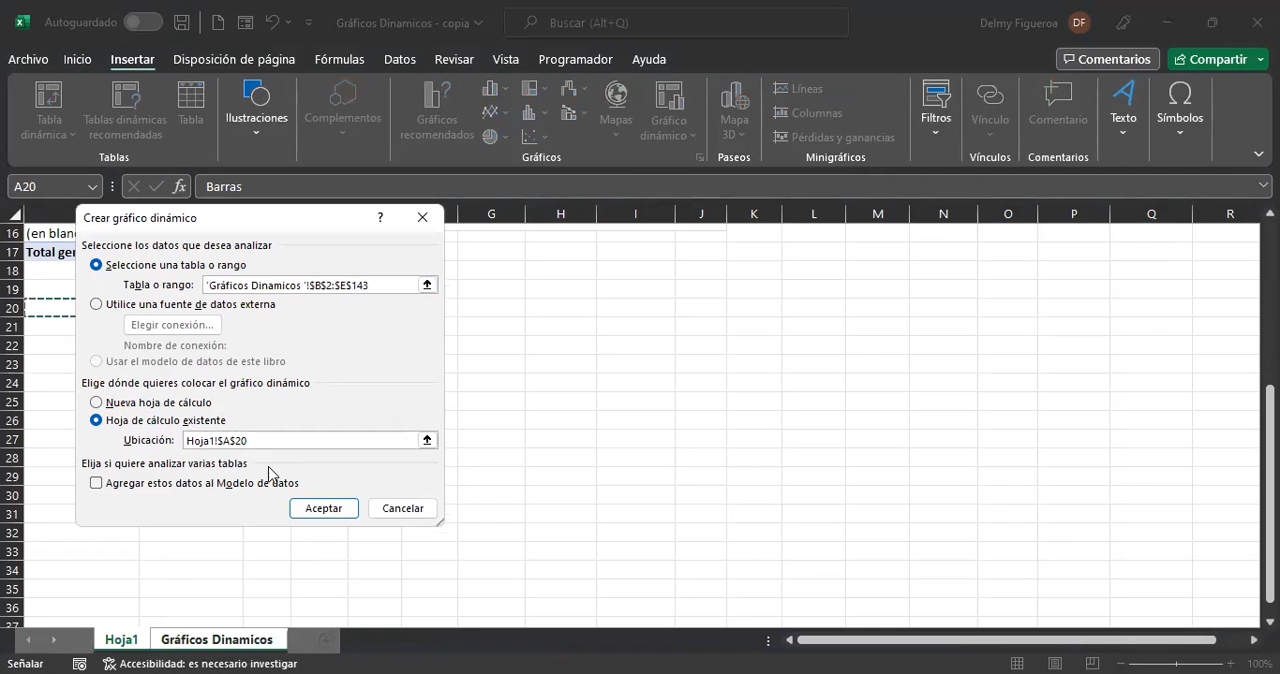 Autoguardado
Gráficos Dinamicos - copia
Buscar (Alt+Q)
Delmy Figueroa
DF
Archivo Inicio Insertar Disposición de página Fórmulas Datos Revisar Vista Programador Ayuda
Comentarios
Compartir
Tabla dinámica
Tablas dinámicas recomendadas
Tabla
Ilustraciones
Complementos
Gráficos recomendados
Mapas
Gráfico dinámico
Mapa 3D
Líneas
Columnas
Pérdidas y ganancias
Filtros
Vínculo
Comentario
Texto
Símbolos
Tablas
Gráficos
Paseos
Minigráficos
Vínculos
Comentarios
A20
fx
Barras
G H I J K L M N O P Q R
16 (en blan
17 Total ger
18
19
20
21
22
23
24
25
26
27
28
29
30
31
32
33
34
35
36
37
Crear gráfico dinámico
?
Seleccione los datos que desea analizar
Seleccione una tabla o rango
Tabla o rango: 'Gráficos Dinamicos '!$B$2:$E$143
Utilice una fuente de datos externa
Elegir conexión...
Nombre de conexión:
Usar el modelo de datos de este libro
Elige dónde quieres colocar el gráfico dinámico
Nueva hoja de cálculo
Hoja de cálculo existente
Ubicación: Hoja1!$A$20
Elija si quiere analizar varias tablas
Agregar estos datos al Modelo de datos
Aceptar
Cancelar
Hoja1
Gráficos Dinamicos
Señalar
Accesibilidad: es necesario investigar
100%